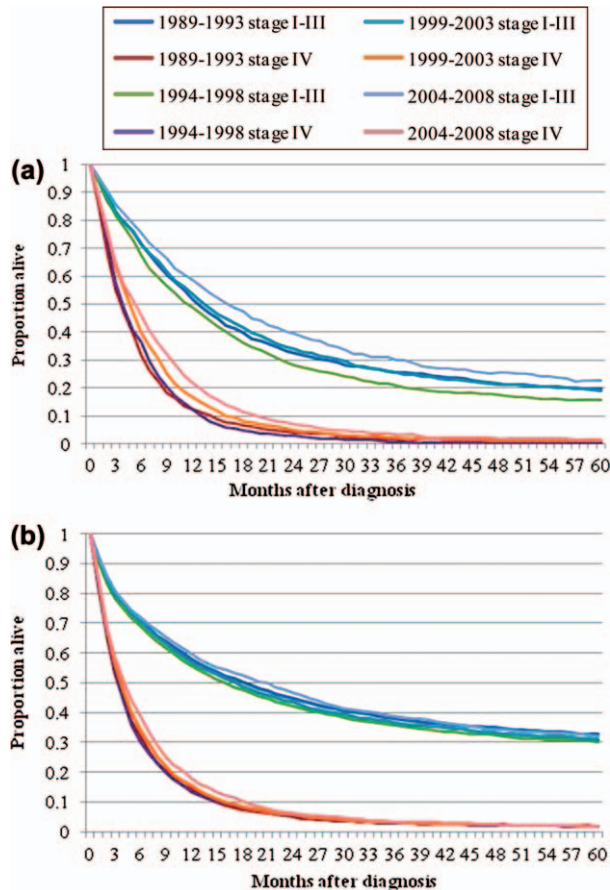 1989-1993 stage I-III 1999-2003 stage I-III
1989-1993 stage IV 1999-2003 stage IV
1994-1998 stage I-III 2004-2008 stage I-III
1994-1998 stage IV 2004-2008 stage IV
(a)
1
0.9
0.8
0.7
0.6
0.5
0.4
0.3
0.2
0.1
0
Proportion alive
0 3 6 9 12 13 18 21 24 27 30 33 36 39 42 45 48 51 54 57 60
Months after diagnosis
(b)
1
0.9
0.8
0.7
0.6
0.5
0.4
0.3
0.2
0.1
0
Proportion alive
0 3 6 9 12 15 18 21 24 27 30 33 36 39 42 45 48 51 54 57 60
Months after diagnosis